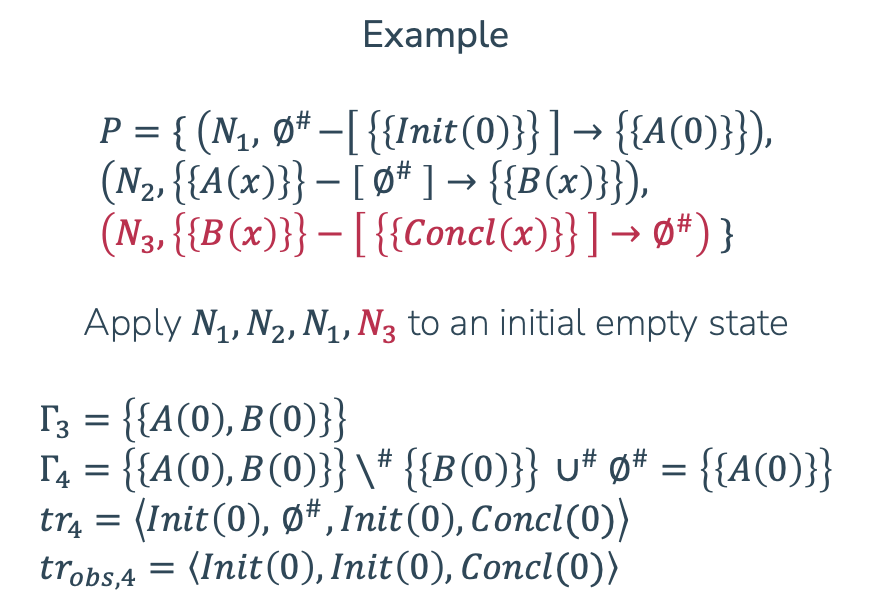 Example
P = { (N₁, ∅# −[ {{Init(0)}} ] → {{A(0)}}),
(N₂, {{A(x)}} − [ ∅# ] → {{B(x)}}),
(N₃, {{B(x)}} − [ {{Concl(x)}} ] → ∅#) }
Apply N₁, N₂, N₁, N₃ to an initial empty state
Γ₃ = {{A(0), B(0)}}
Γ₄ = {{A(0), B(0)}} \# {{B(0)}} ∪# ∅# = {{A(0)}}
tr₄ = ⟨Init(0), ∅#, Init(0), Concl(0)⟩
tr_obs,4 = ⟨Init(0), Init(0), Concl(0)⟩